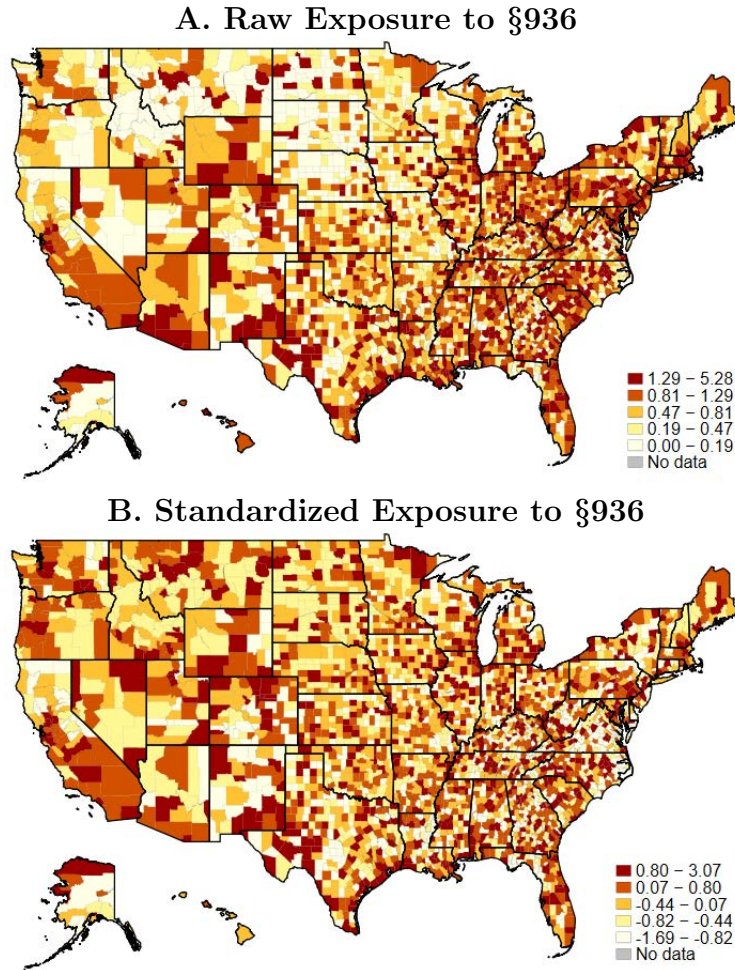 A. Raw Exposure to §936
1.29 − 5.28
0.81 − 1.29
0.47 − 0.81
0.19 − 0.47
0.00 − 0.19
No data
B. Standardized Exposure to §936
0.80 − 3.07
0.07 − 0.80
-0.44 − 0.07
-0.82 − -0.44
-1.69 − -0.82
No data